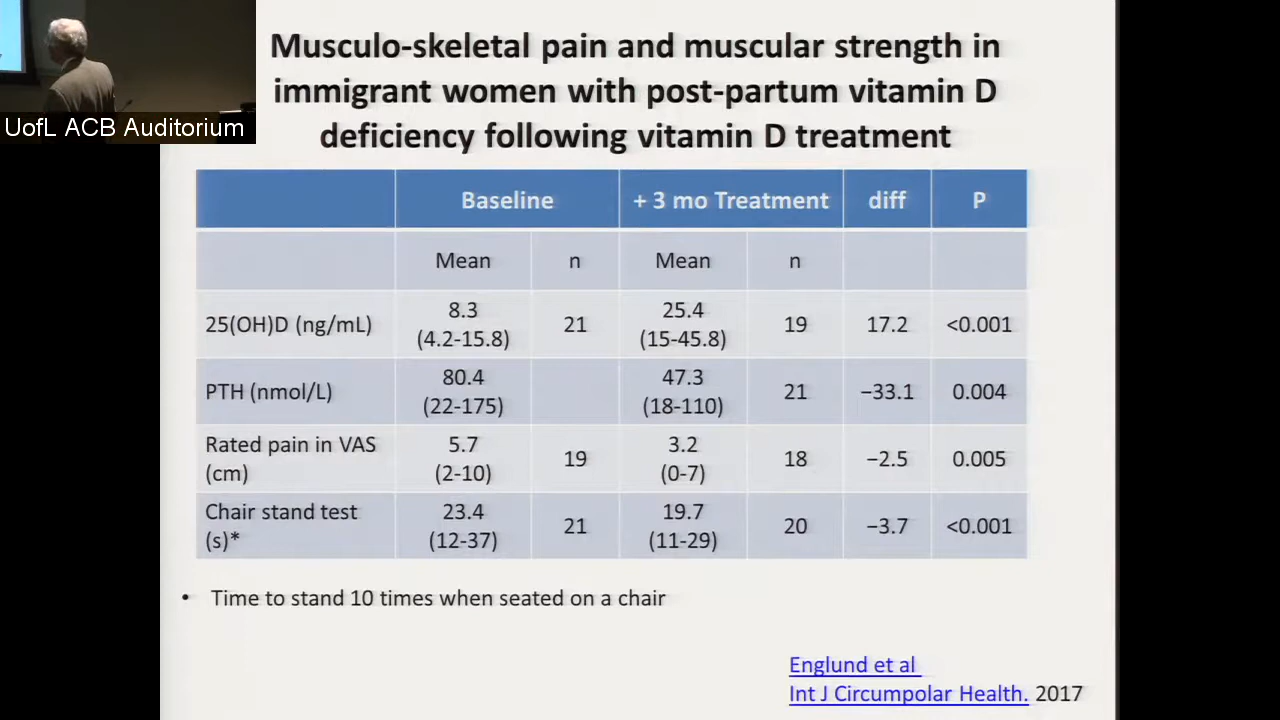 UofL ACB Auditorium
Musculo-skeletal pain and muscular strength in
immigrant women with post-partum vitamin D
deficiency following vitamin D treatment
Baseline + 3 mo Treatment diff P
Mean n Mean n
25(OH)D (ng/mL) 8.3 (4.2-15.8) 21 25.4 (15-45.8) 19 17.2 <0.001
PTH (nmol/L) 80.4 (22-175) 47.3 (18-110) 21 −33.1 0.004
Rated pain in VAS (cm) 5.7 (2-10) 19 3.2 (0-7) 18 −2.5 0.005
Chair stand test (s)* 23.4 (12-37) 21 19.7 (11-29) 20 −3.7 <0.001
• Time to stand 10 times when seated on a chair
Englund et al
Int J Circumpolar Health. 2017